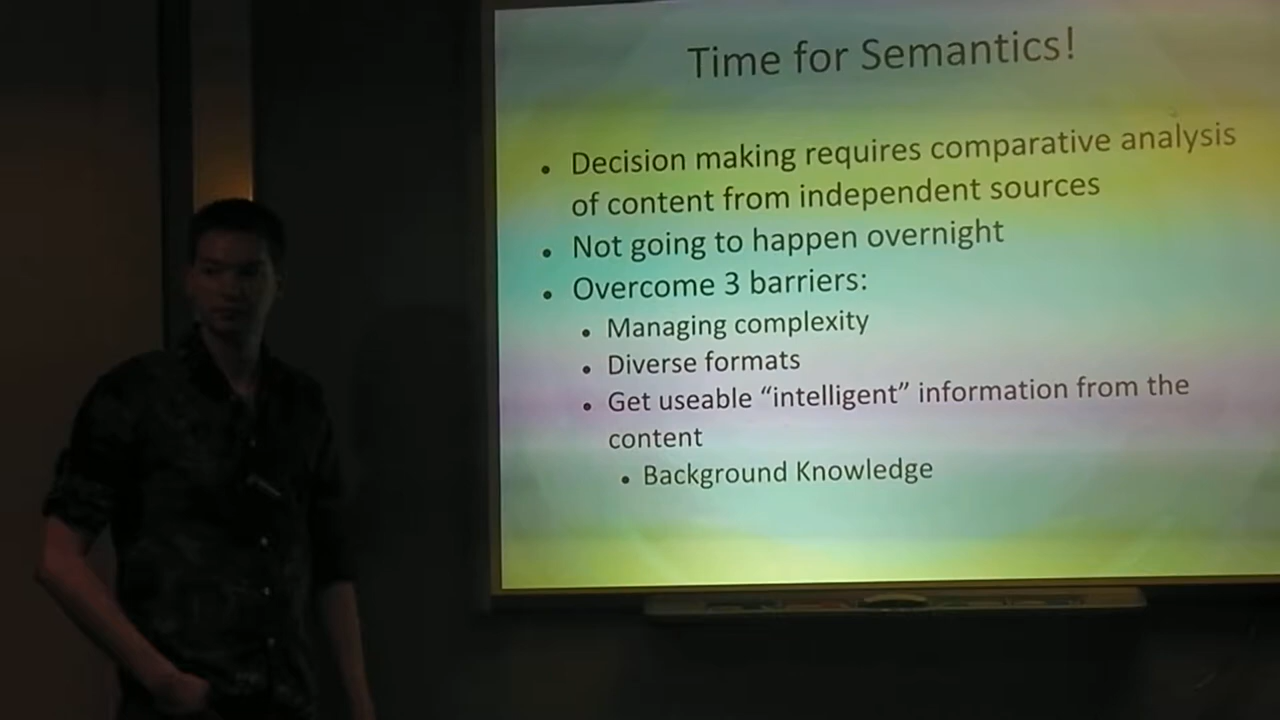 Time for Semantics!
• Decision making requires comparative analysis
of content from independent sources
• Not going to happen overnight
• Overcome 3 barriers:
• Managing complexity
• Diverse formats
• Get useable “intelligent” information from the
content
• Background Knowledge